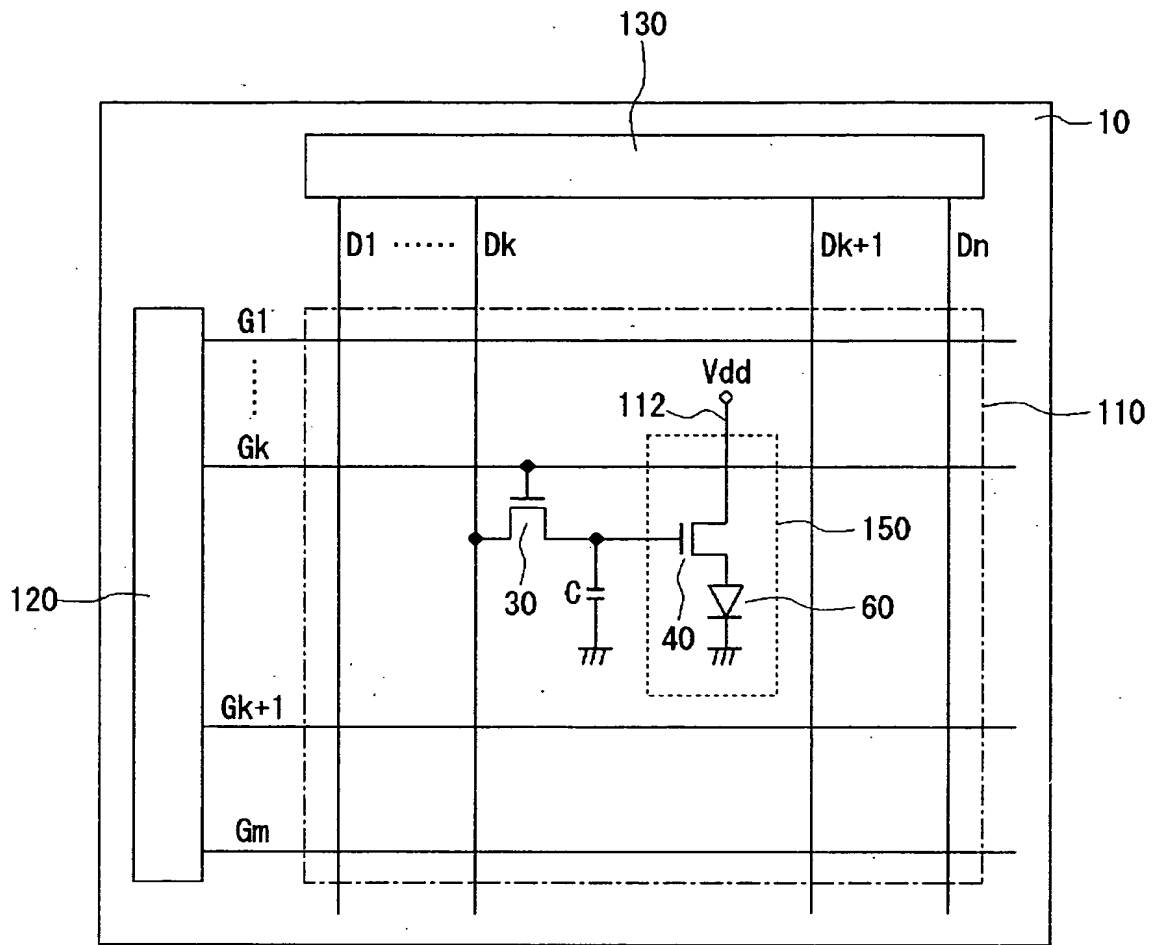 130
10
D1 ...... Dk
Dk+1
Dn
G1
......
Vdd
112
110
Gk
150
120
30
C
40
60
Gk+1
Gm